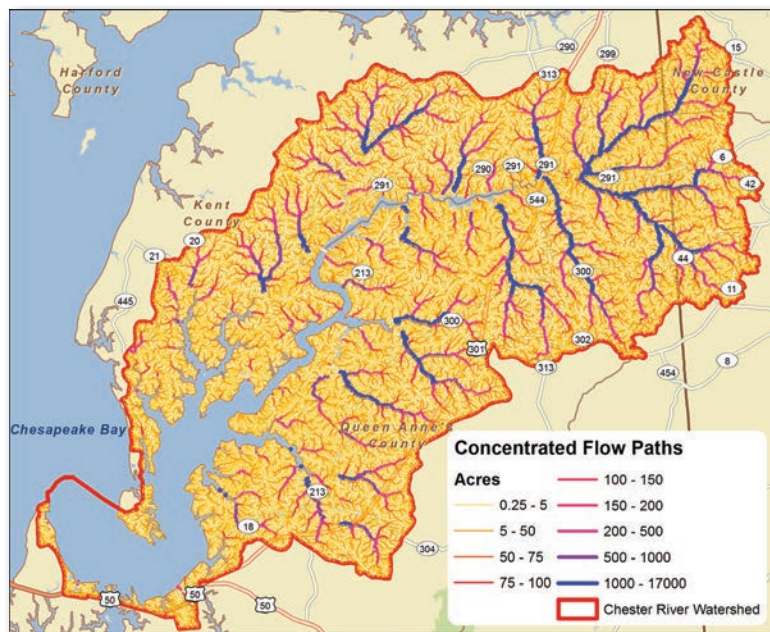 290
299
15
313
Harford
County
New Castle
County
291
290
291
291
6
291
42
544
Kent
County
20
21
213
44
300
11
445
300
302
301
313
8
454
Chesapeake Bay
Queen Anne's
County
213
18
304
50
50
50
Concentrated Flow Paths
Acres
0.25 - 5
5 - 50
50 - 75
75 - 100
100 - 150
150 - 200
200 - 500
500 - 1000
1000 - 17000
Chester River Watershed